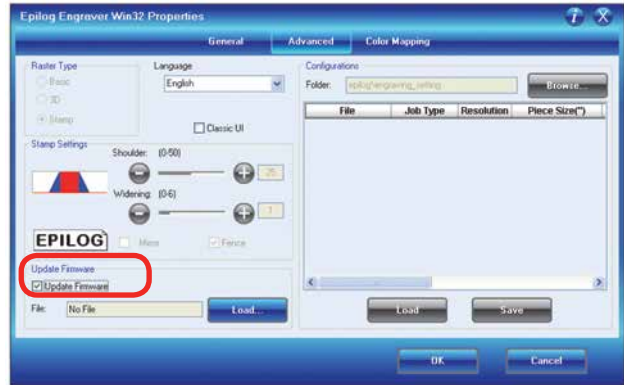 Epilog Engraver Win32 Properties
General Advanced Color Mapping
Raster Type
Basic
3D
Stamp
Language
English
Classic UI
Stamp Settings
Shoulder: (0-50)
25
Widening: (0-6)
1
EPILOG
Mirror
Fence
Update Firmware
Update Firmware
File: No File Load...
Configurations
Folder: epilog\engraving_setting Browse...
File Job Type Resolution Piece Size(")
Load Save
OK Cancel